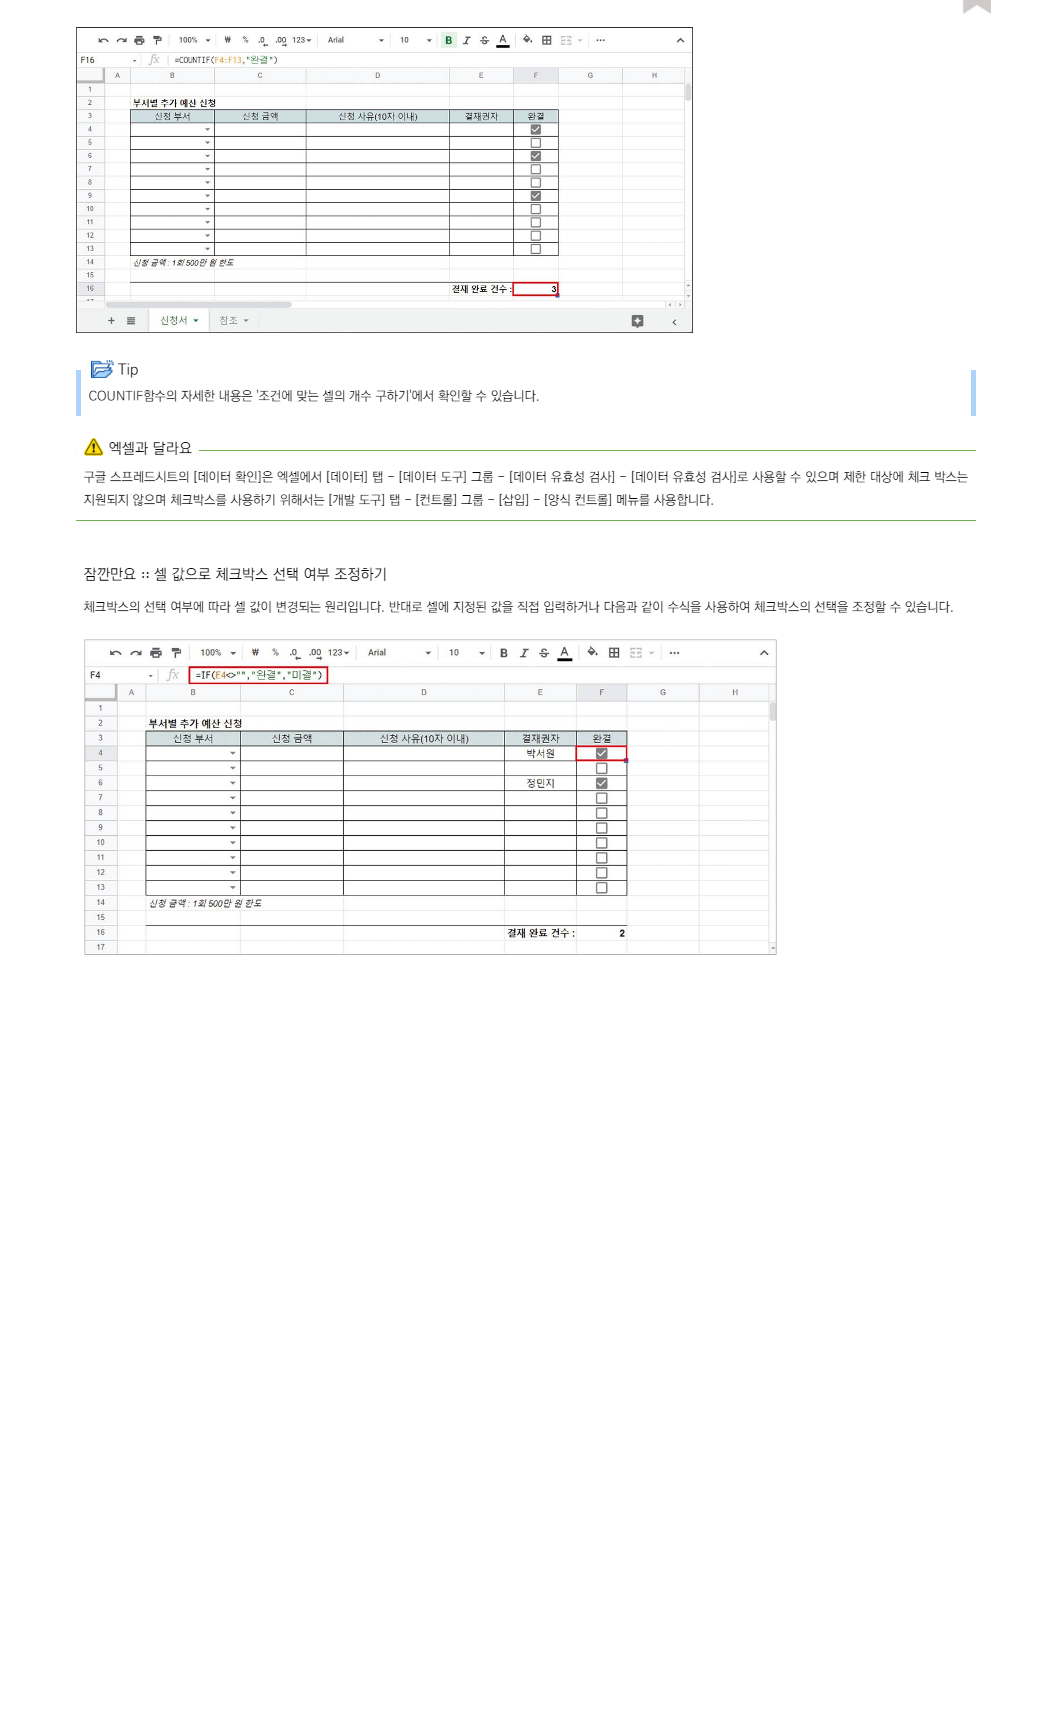 100% ₩ % .0 .00 123 Arial 10 B I S A
F16 fx =COUNTIF(F4:F13,"완결")
A B C D E F G H
1
2 부서별 추가 예산 신청
3 신청 부서 신청 금액 신청 사유(10자 이내) 결재권자 완결
4
5
6
7
8
9
10
11
12
13
14 신청 금액 : 1회 500만 원 한도
15
16 결재 완료 건수 : 3
17
+ 신청서 참조
Tip
COUNTIF함수의 자세한 내용은 '조건에 맞는 셀의 개수 구하기'에서 확인할 수 있습니다.
엑셀과 달라요
구글 스프레드시트의 [데이터 확인]은 엑셀에서 [데이터] 탭 - [데이터 도구] 그룹 - [데이터 유효성 검사] - [데이터 유효성 검사]로 사용할 수 있으며 제한 대상에 체크 박스는
지원되지 않으며 체크박스를 사용하기 위해서는 [개발 도구] 탭 - [컨트롤] 그룹 - [삽입] - [양식 컨트롤] 메뉴를 사용합니다.
잠깐만요 :: 셀 값으로 체크박스 선택 여부 조정하기
체크박스의 선택 여부에 따라 셀 값이 변경되는 원리입니다. 반대로 셀에 지정된 값을 직접 입력하거나 다음과 같이 수식을 사용하여 체크박스의 선택을 조정할 수 있습니다.
100% ₩ % .0 .00 123 Arial 10 B I S A
F4 fx =IF(E4<>"","완결","미결")
A B C D E F G H
1
2 부서별 추가 예산 신청
3 신청 부서 신청 금액 신청 사유(10자 이내) 결재권자 완결
4 박서원
5
6 정민지
7
8
9
10
11
12
13
14 신청 금액 : 1회 500만 원 한도
15
16 결재 완료 건수 : 2
17